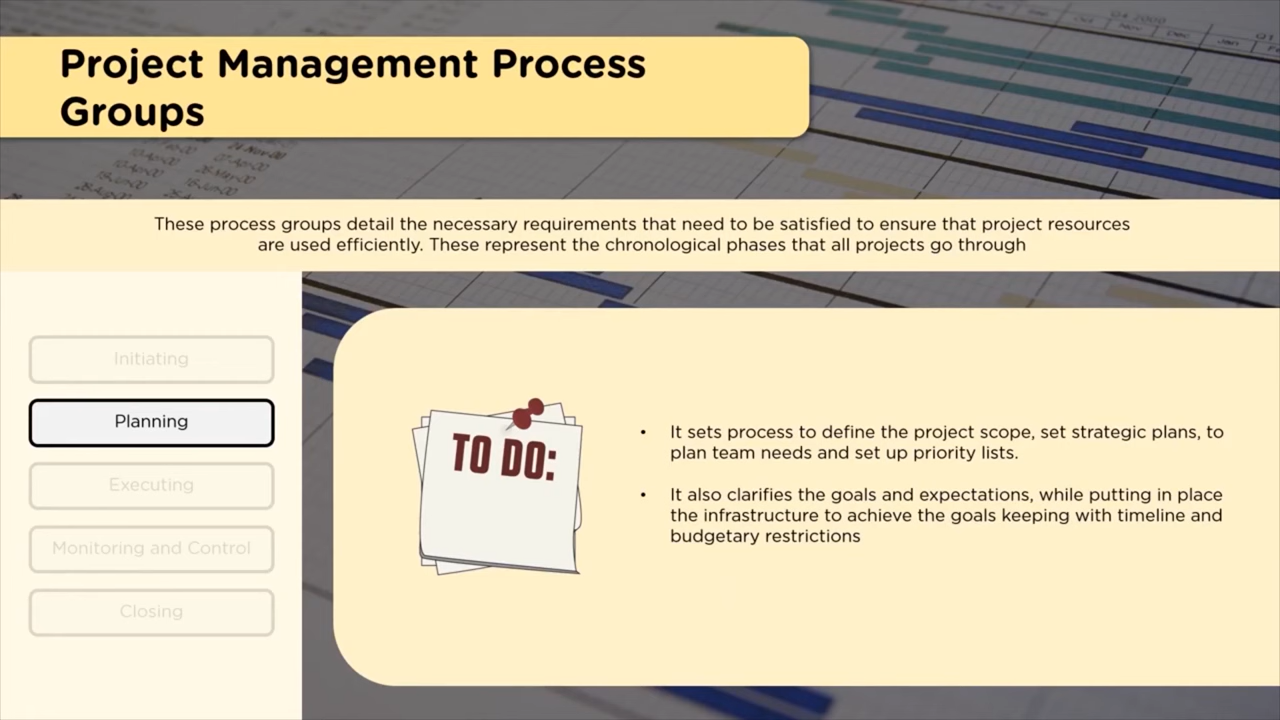 Project Management Process
Groups
These process groups detail the necessary requirements that need to be satisfied to ensure that project resources
are used efficiently. These represent the chronological phases that all projects go through
Initiating
Planning
Executing
Monitoring and Control
Closing
TO DO:
• It sets process to define the project scope, set strategic plans, to
plan team needs and set up priority lists.
• It also clarifies the goals and expectations, while putting in place
the infrastructure to achieve the goals keeping with timeline and
budgetary restrictions